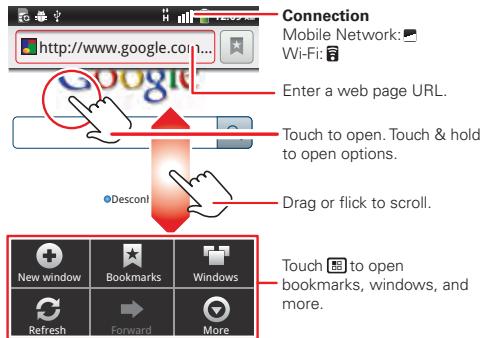 H
Connection
Mobile Network:
Wi-Fi:
http://www.google.com...
Google
Enter a web page URL.
Touch to open. Touch & hold
to open options.
Drag or flick to scroll.
New window
Bookmarks
Windows
Refresh
Forward
More
Touch to open
bookmarks, windows, and
more.